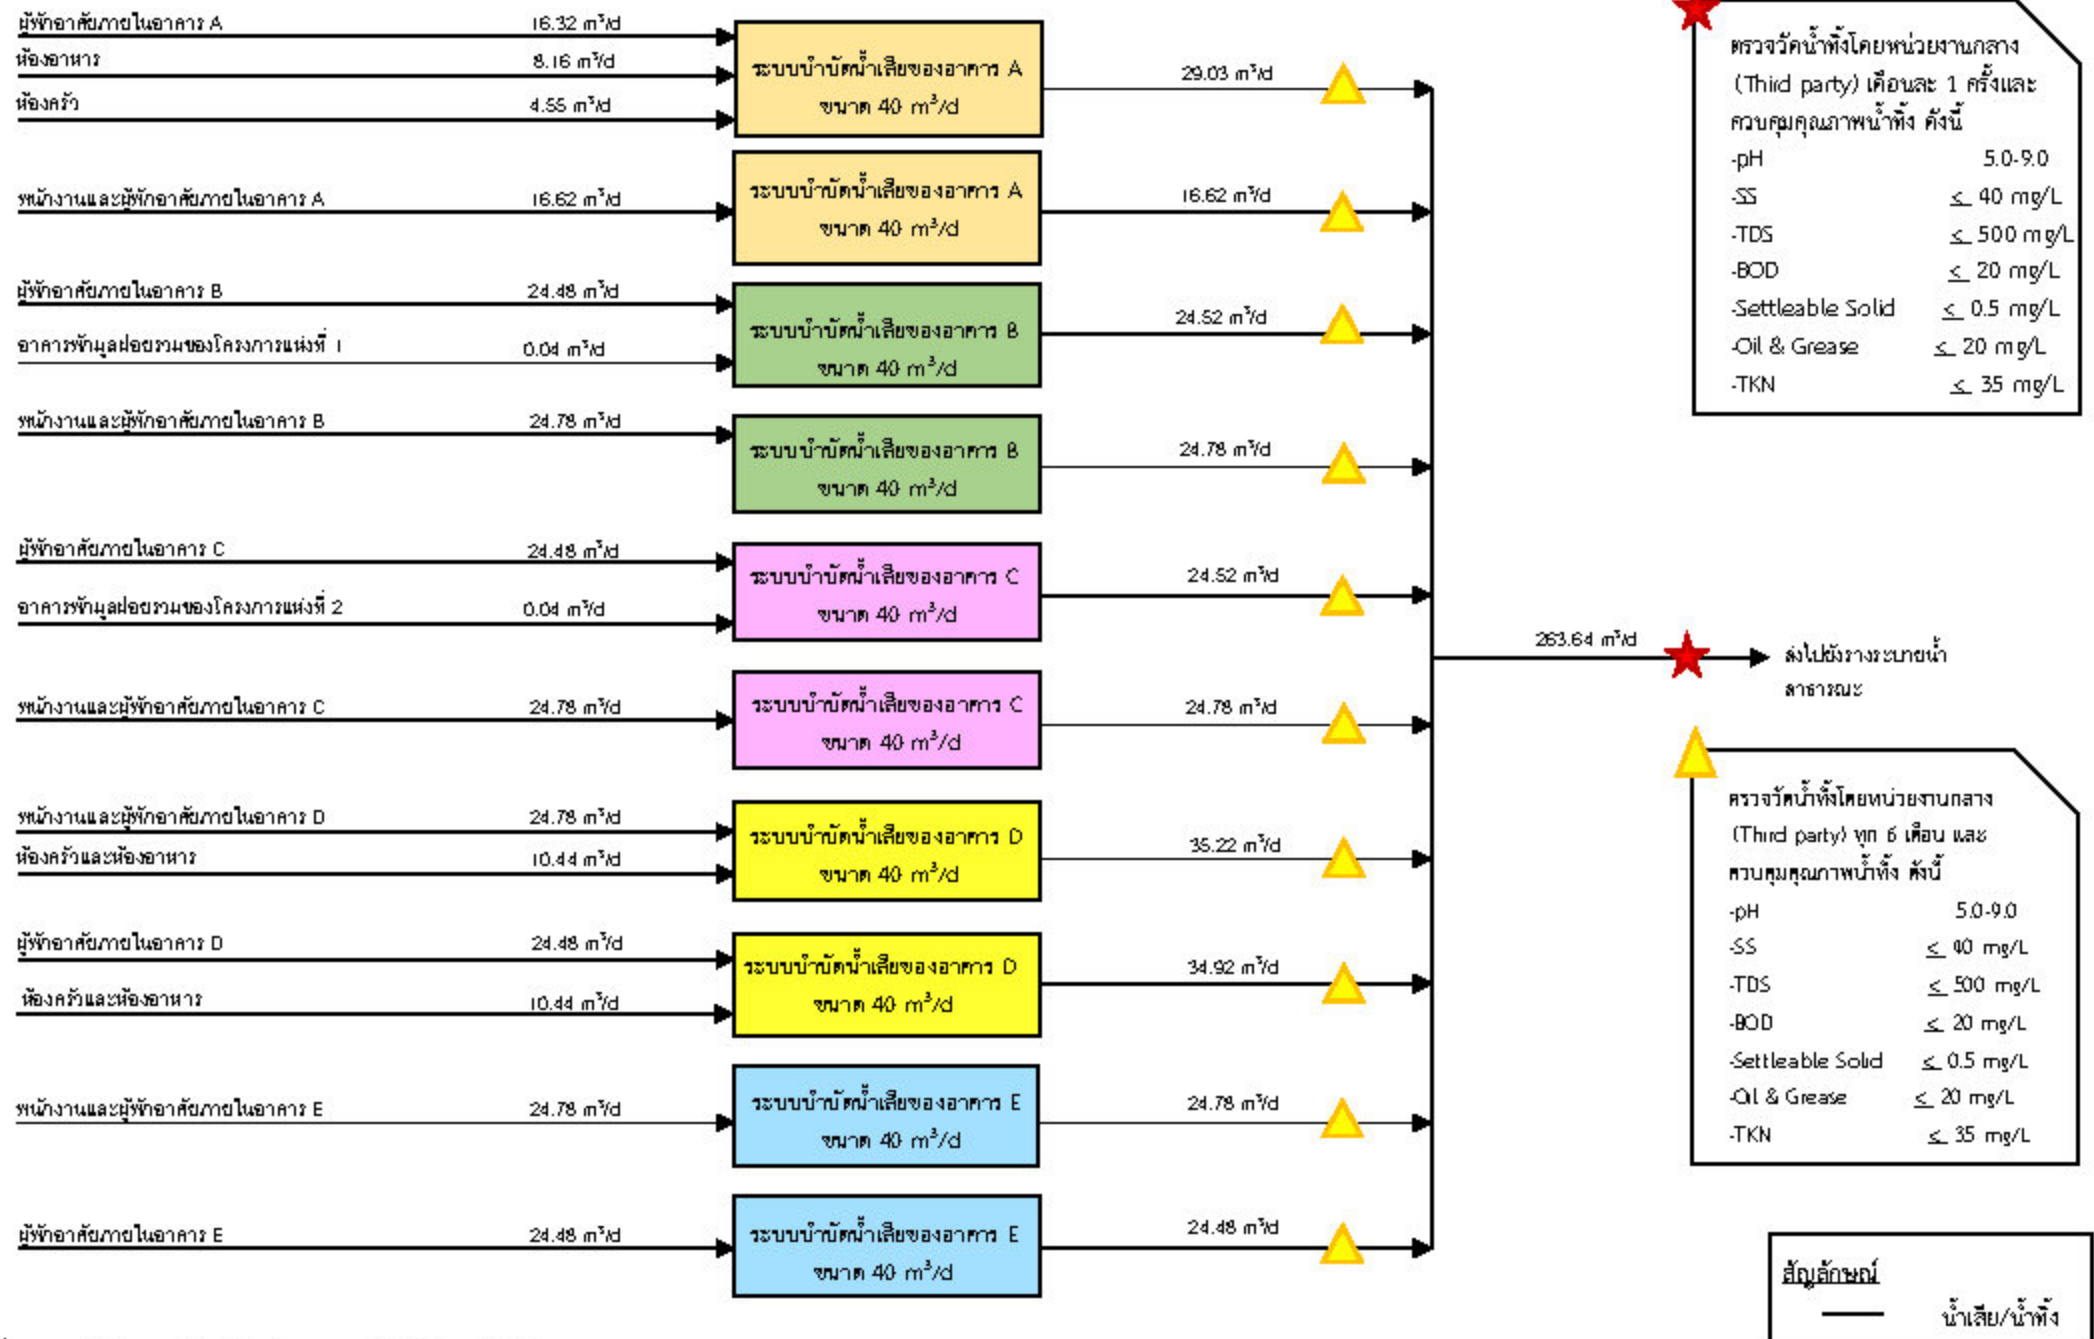 ผู้พักอาศัยภายในอาคาร A 16.32 m³/d
ห้องอาหาร 8.16 m³/d
ห้องครัว 4.55 m³/d
ระบบบำบัดน้ำเสียของอาคาร A
ขนาด 40 m³/d
29.03 m³/d
พนักงานและผู้พักอาศัยภายในอาคาร A 16.62 m³/d
ระบบบำบัดน้ำเสียของอาคาร A
ขนาด 40 m³/d
16.62 m³/d
ผู้พักอาศัยภายในอาคาร B 24.48 m³/d
อาคารพักมูลฝอยรวมของโครงการแห่งที่ 1 0.04 m³/d
ระบบบำบัดน้ำเสียของอาคาร B
ขนาด 40 m³/d
24.52 m³/d
พนักงานและผู้พักอาศัยภายในอาคาร B 24.78 m³/d
ระบบบำบัดน้ำเสียของอาคาร B
ขนาด 40 m³/d
24.78 m³/d
ผู้พักอาศัยภายในอาคาร C 24.48 m³/d
อาคารพักมูลฝอยรวมของโครงการแห่งที่ 2 0.04 m³/d
ระบบบำบัดน้ำเสียของอาคาร C
ขนาด 40 m³/d
24.52 m³/d
พนักงานและผู้พักอาศัยภายในอาคาร C 24.78 m³/d
ระบบบำบัดน้ำเสียของอาคาร C
ขนาด 40 m³/d
24.78 m³/d
พนักงานและผู้พักอาศัยภายในอาคาร D 24.78 m³/d
ห้องครัวและห้องอาหาร 10.44 m³/d
ระบบบำบัดน้ำเสียของอาคาร D
ขนาด 40 m³/d
35.22 m³/d
ผู้พักอาศัยภายในอาคาร D 24.48 m³/d
ห้องครัวและห้องอาหาร 10.44 m³/d
ระบบบำบัดน้ำเสียของอาคาร D
ขนาด 40 m³/d
34.92 m³/d
พนักงานและผู้พักอาศัยภายในอาคาร E 24.78 m³/d
ระบบบำบัดน้ำเสียของอาคาร E
ขนาด 40 m³/d
24.78 m³/d
ผู้พักอาศัยภายในอาคาร E 24.48 m³/d
ระบบบำบัดน้ำเสียของอาคาร E
ขนาด 40 m³/d
24.48 m³/d
263.64 m³/d
ส่งไปยังรางระบายน้ำ
สาธารณะ
ตรวจวัดน้ำทิ้งโดยหน่วยงานกลาง
(Third party) เดือนละ 1 ครั้งและ
ควบคุมคุณภาพน้ำทิ้ง ดังนี้
-pH 5.0-9.0
-SS ≤ 40 mg/L
-TDS ≤ 500 mg/L
-BOD ≤ 20 mg/L
-Settleable Solid ≤ 0.5 mg/L
-Oil & Grease ≤ 20 mg/L
-TKN ≤ 35 mg/L
ตรวจวัดน้ำทิ้งโดยหน่วยงานกลาง
(Third party) ทุก 6 เดือน และ
ควบคุมคุณภาพน้ำทิ้ง ดังนี้
-pH 5.0-9.0
-SS ≤ 40 mg/L
-TDS ≤ 500 mg/L
-BOD ≤ 20 mg/L
-Settleable Solid ≤ 0.5 mg/L
-Oil & Grease ≤ 20 mg/L
-TKN ≤ 35 mg/L
สัญลักษณ์
น้ำเสีย/น้ำทิ้ง